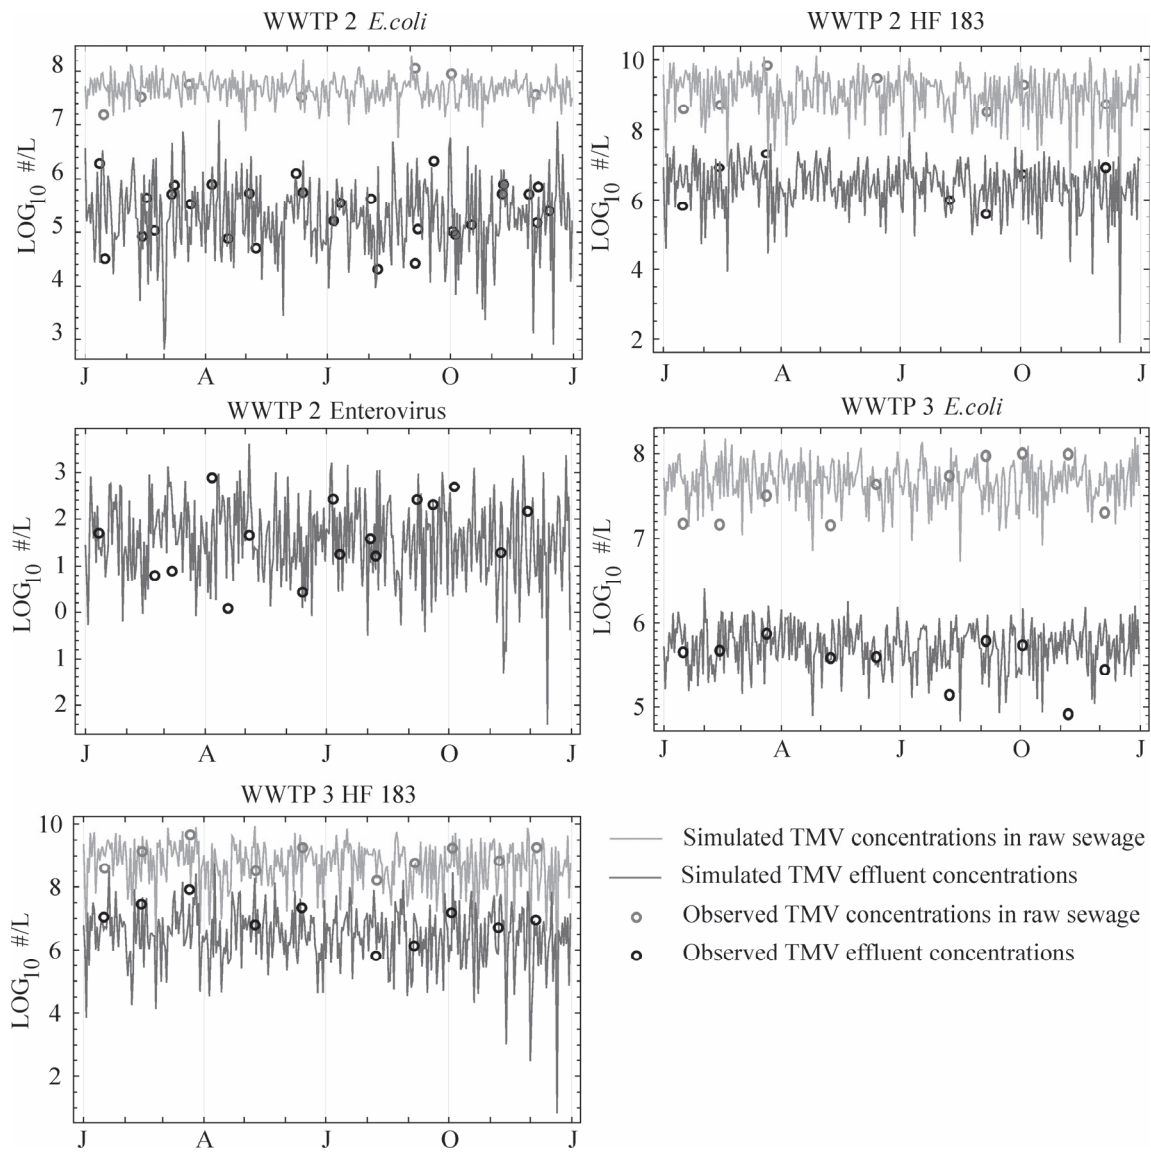 WWTP 2 E.coli
8
7
6
5
4
3
LOG10 #/L
J A J O J
WWTP 2 HF 183
10
8
6
4
2
LOG10 #/L
J A J O J
WWTP 2 Enterovirus
3
2
1
0
1
2
LOG10 #/L
J A J O J
WWTP 3 E.coli
8
7
6
5
LOG10 #/L
J A J O J
WWTP 3 HF 183
10
8
6
4
2
LOG10 #/L
J A J O J
Simulated TMV concentrations in raw sewage
Simulated TMV effluent concentrations
Observed TMV concentrations in raw sewage
Observed TMV effluent concentrations